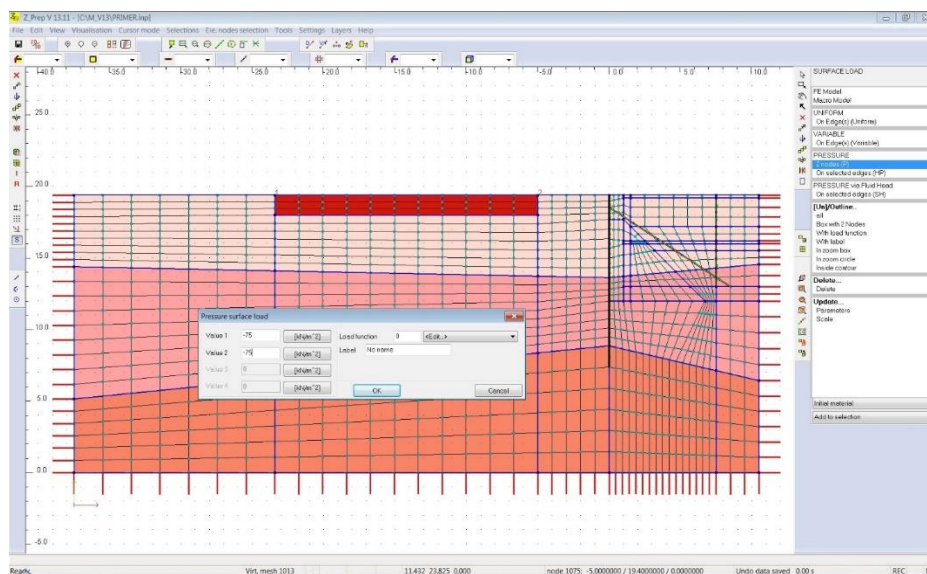 Z_Prep V 13.11 - [C:\M_V13\PRIMER.inp]
File Edit View Visualisation Cursor mode Selections Ele, nodes selection Tools Settings Layers Help
-40.0 -35.0 -30.0 -25.0 -20.0 -15.0 -10.0 -5.0 0.0 5.0 10.0
25.0
20.0
15.0
10.0
5.0
0.0
-5.0
1 2
Pressure surface load
Value 1 -75 [kN/m^2] Load function 0 <Edit..>
Value 2 -75 [kN/m^2] Label No name
Value 3 0 [kN/m^2]
Value 4 0 [kN/m^2]
OK Cancel
SURFACE LOAD
FE Model
Macro Model
UNIFORM
On Edge(s) (Uniform)
VARIABLE
On Edge(s) (Variable)
PRESSURE
2 nodes (P)
On selected edges (HP)
PRESSURE via Fluid Head
On selected edges (SH)
[Un]/Outline...
all
Box with 2 Nodes
With load function
With label
In zoom box
In zoom circle
Inside contour
Delete...
Delete
Update...
Parameters
Scale
Initial material
Add to selection
Ready. Virt. mesh 1013 11.432 23.825 0.000 node 1075: -5.0000000 / 19.4000000 / 0.0000000 Undo data saved 0.00 s REC